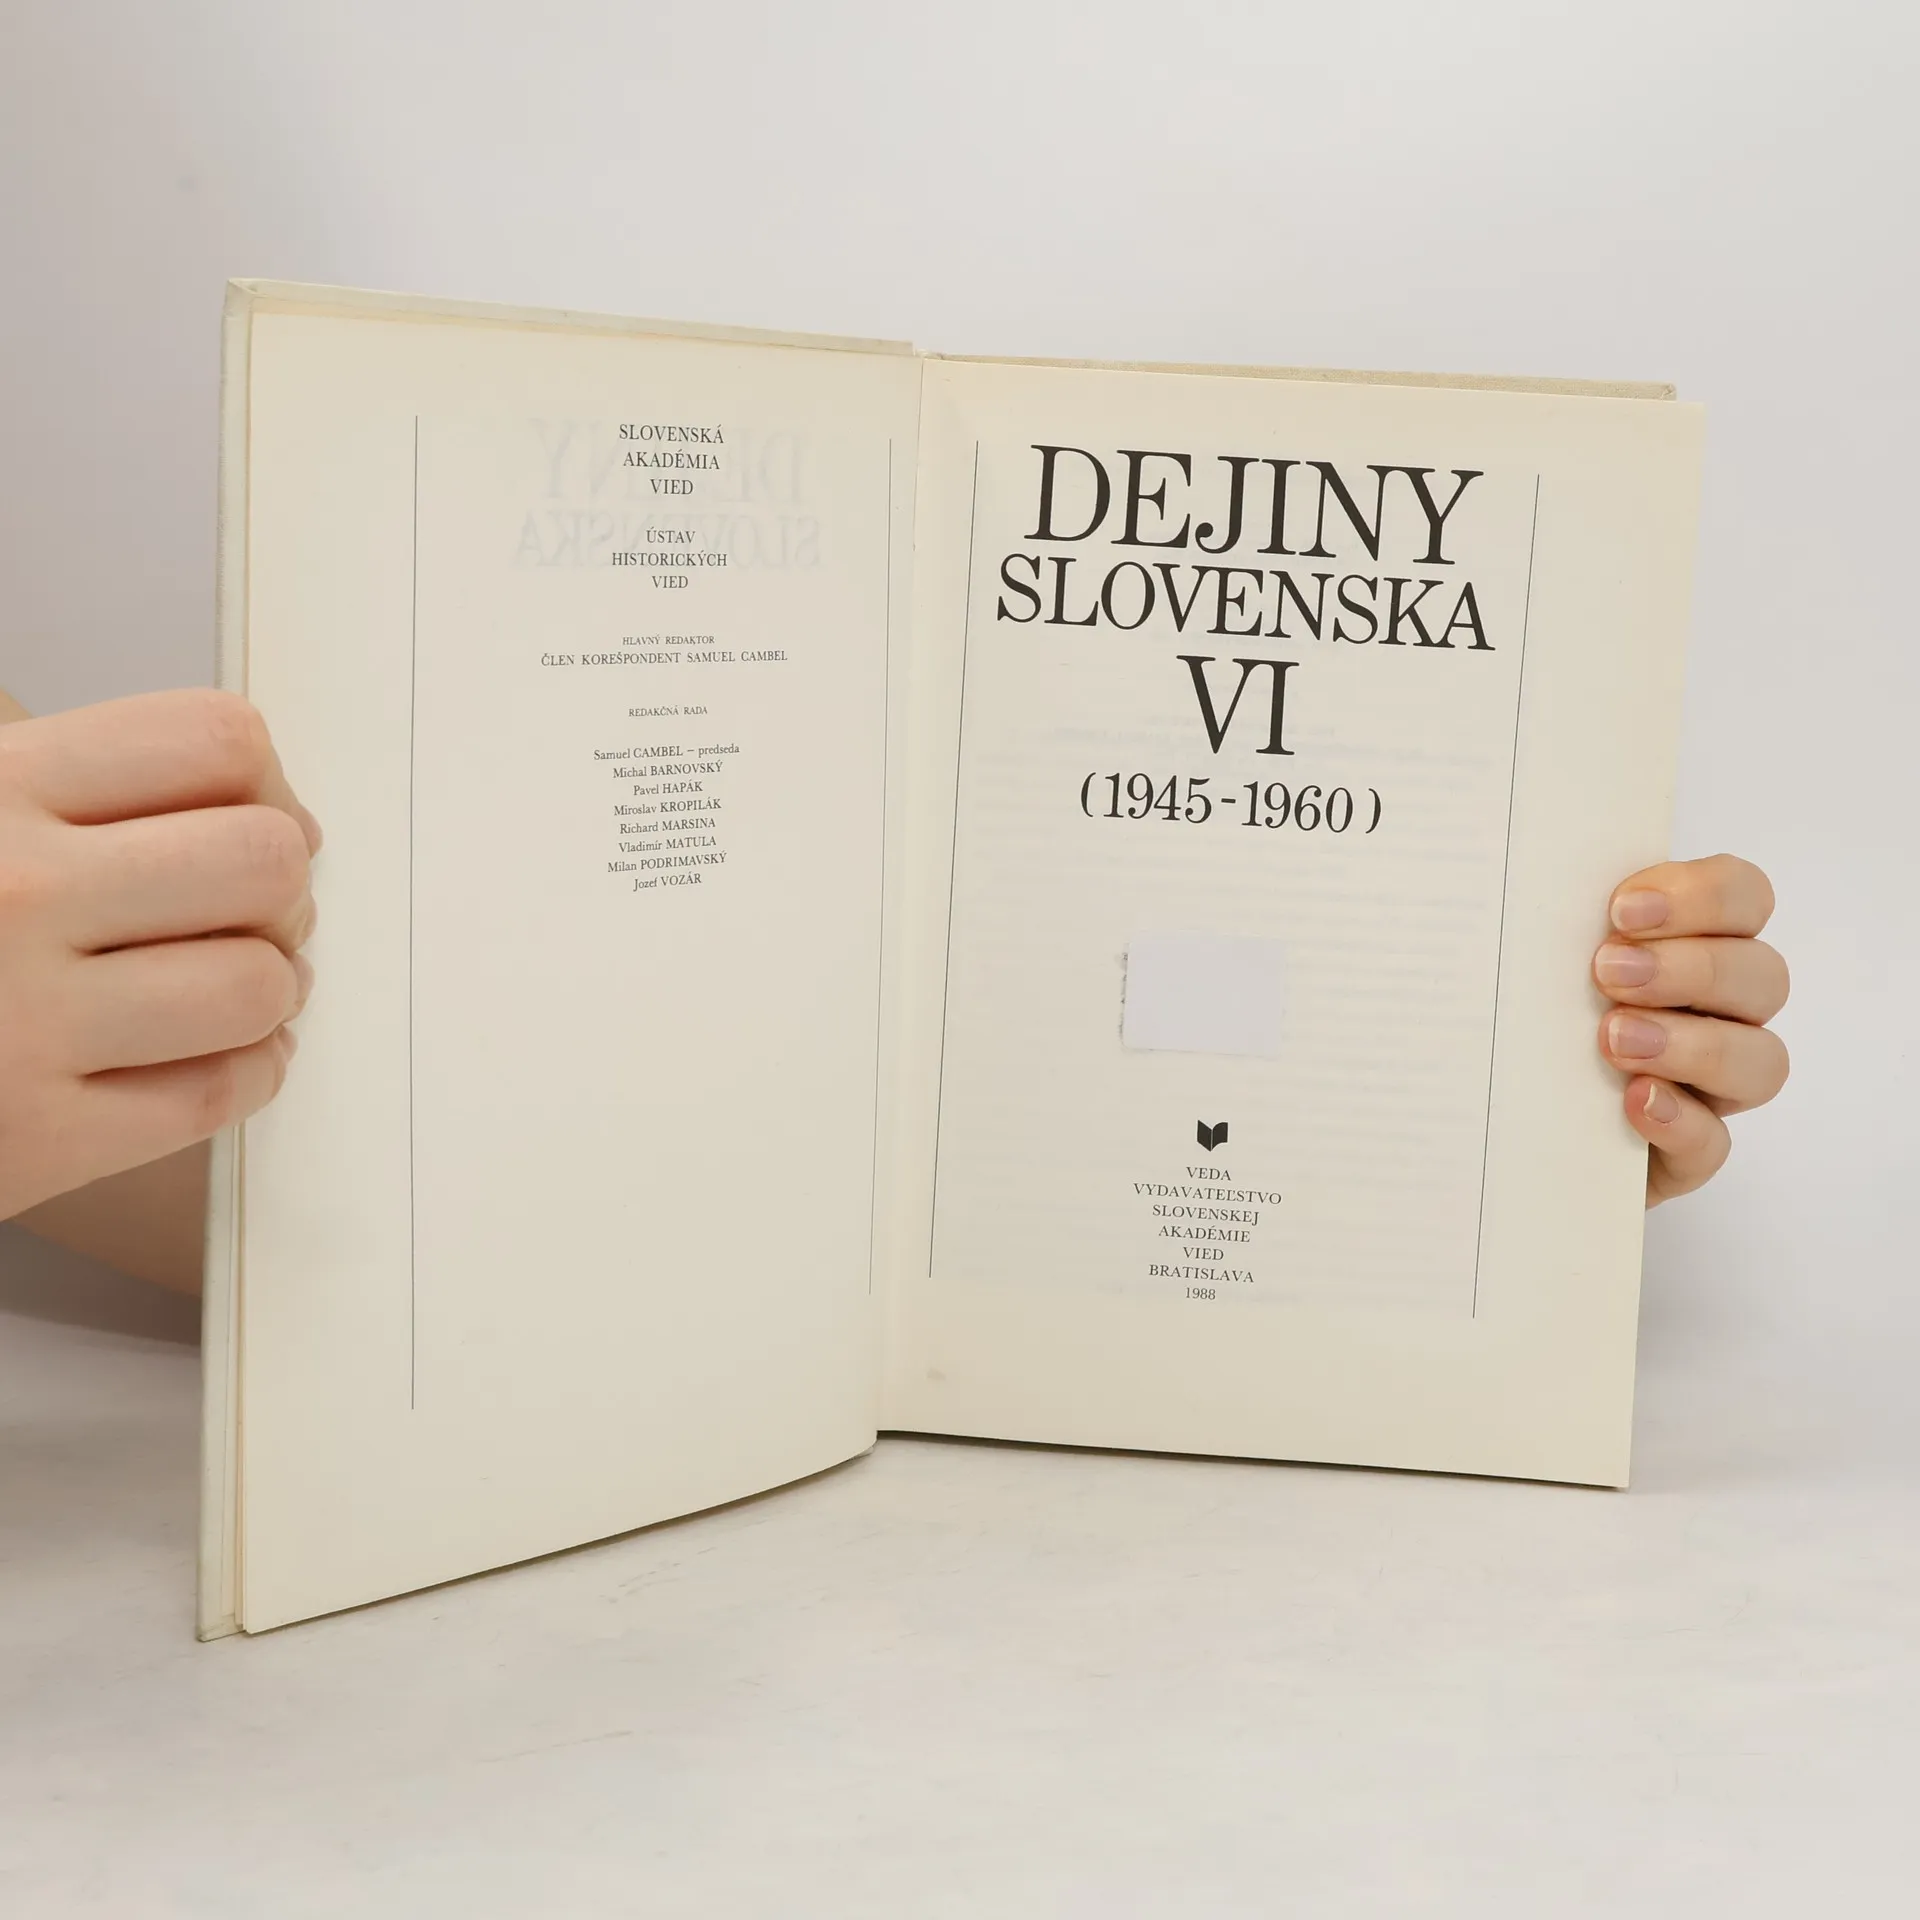 SLOVENSKÁ
AKADÉMIA
VIED
ÚSTAV
HISTORICKÝCH
VIED
HLAVNÝ REDAKTOR
ČLEN KOREŠPONDENT SAMUEL CAMBEL
REDAKČNÁ RADA
Samuel CAMBEL – predseda
Michal BARNOVSKÝ
Pavel HAPÁK
Miroslav KROPILÁK
Richard MARSINA
Vladimír MATULA
Milan PODRIMAVSKÝ
Jozef VOZÁR
DEJINY
SLOVENSKA
VI
(1945-1960)
VEDA
VYDAVATEĽSTVO
SLOVENSKEJ
AKADÉMIE
VIED
BRATISLAVA
1988